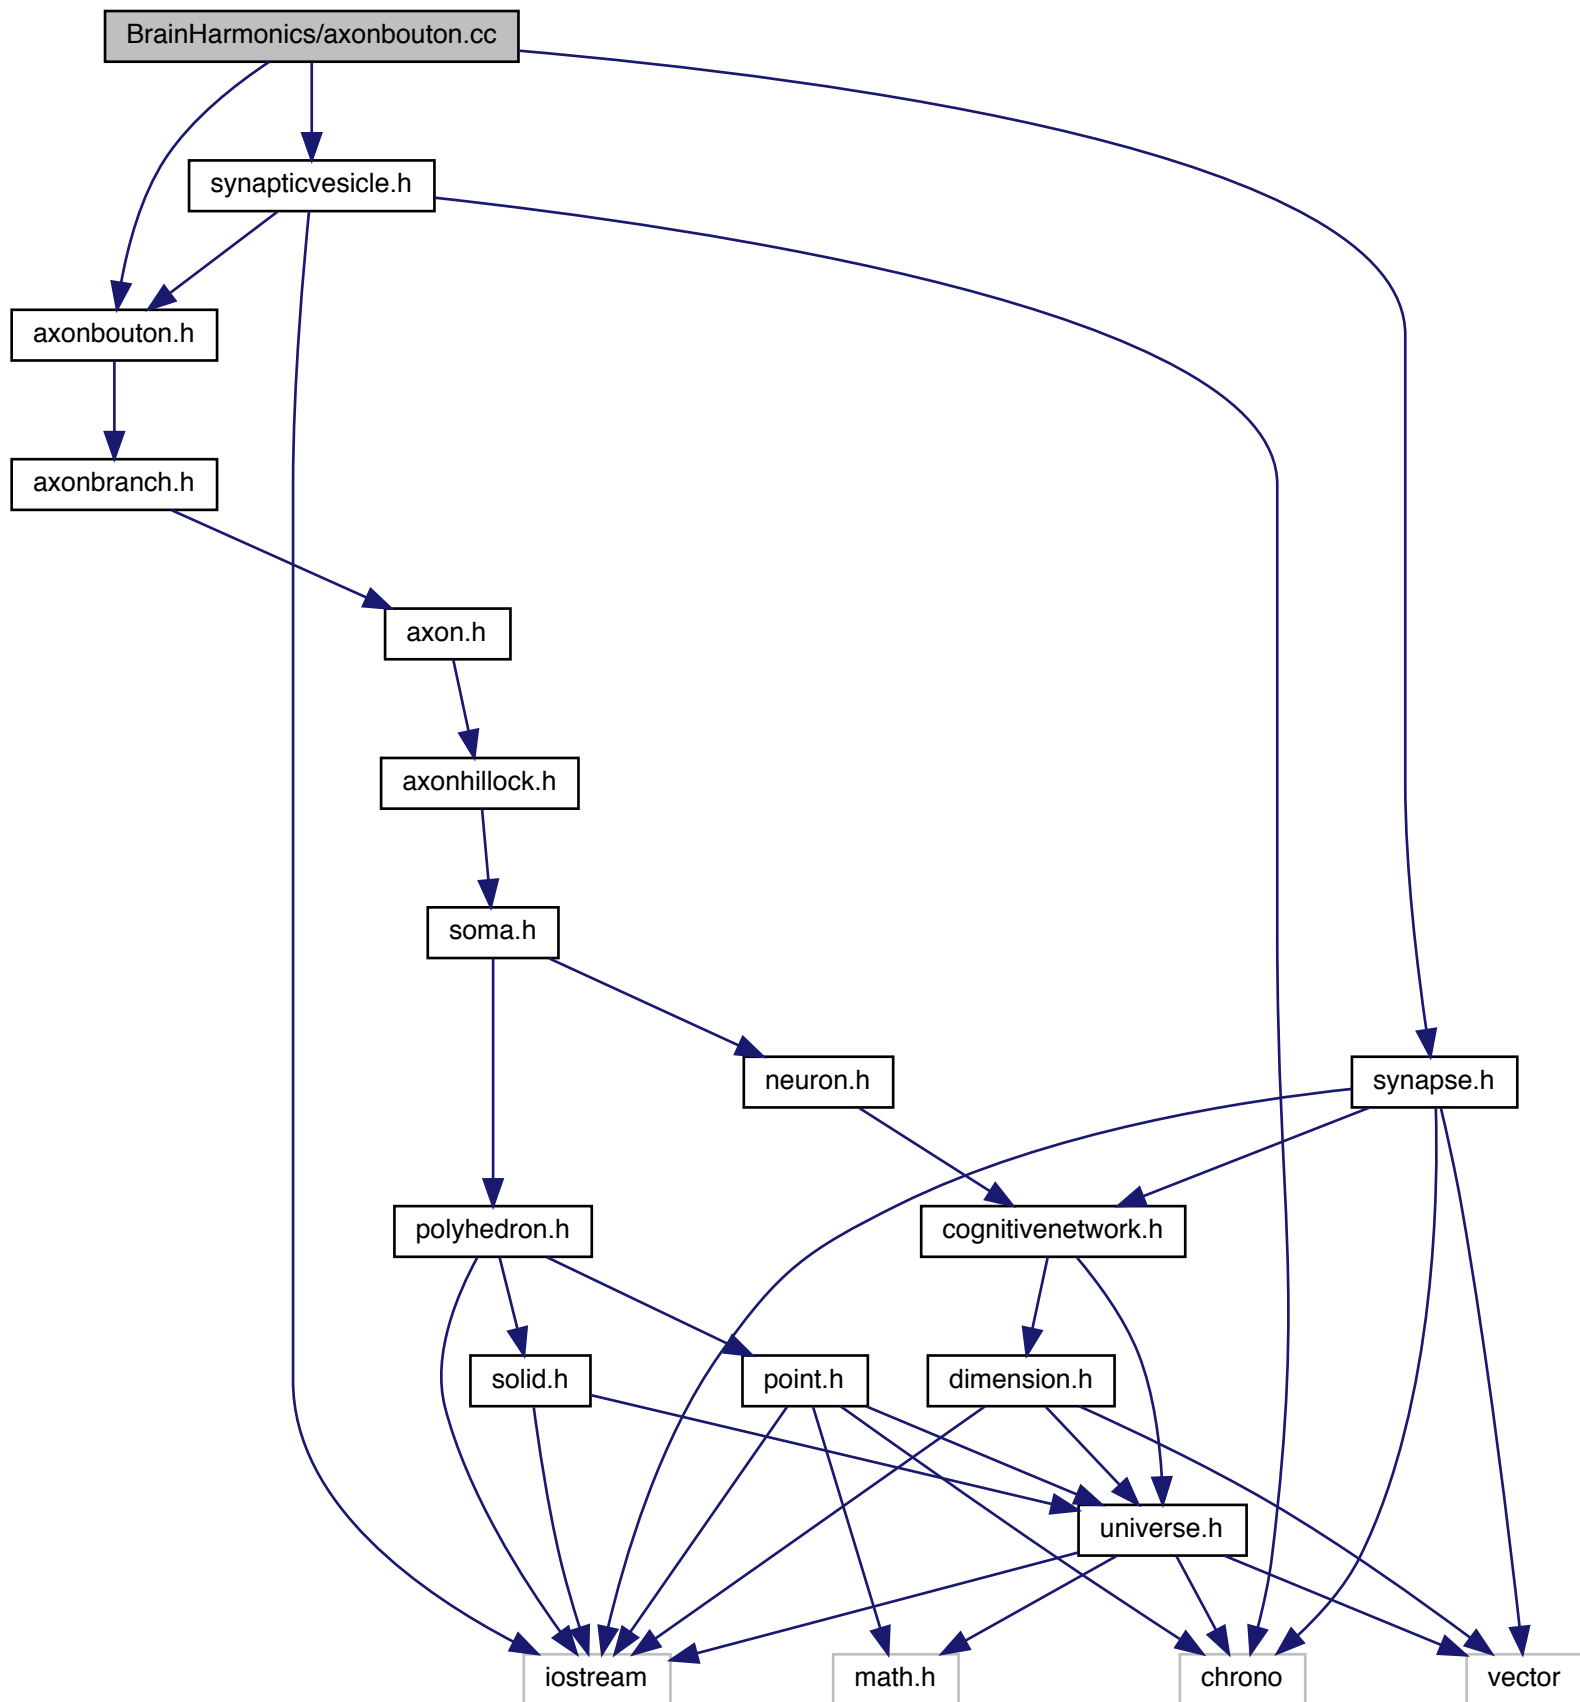 BrainHarmonics/axonbouton.cc
synapticvesicle.h
axonbouton.h
axonbranch.h
axon.h
axonhillock.h
soma.h
neuron.h
synapse.h
polyhedron.h
cognitivenetwork.h
solid.h
point.h
dimension.h
universe.h
iostream
math.h
chrono
vector